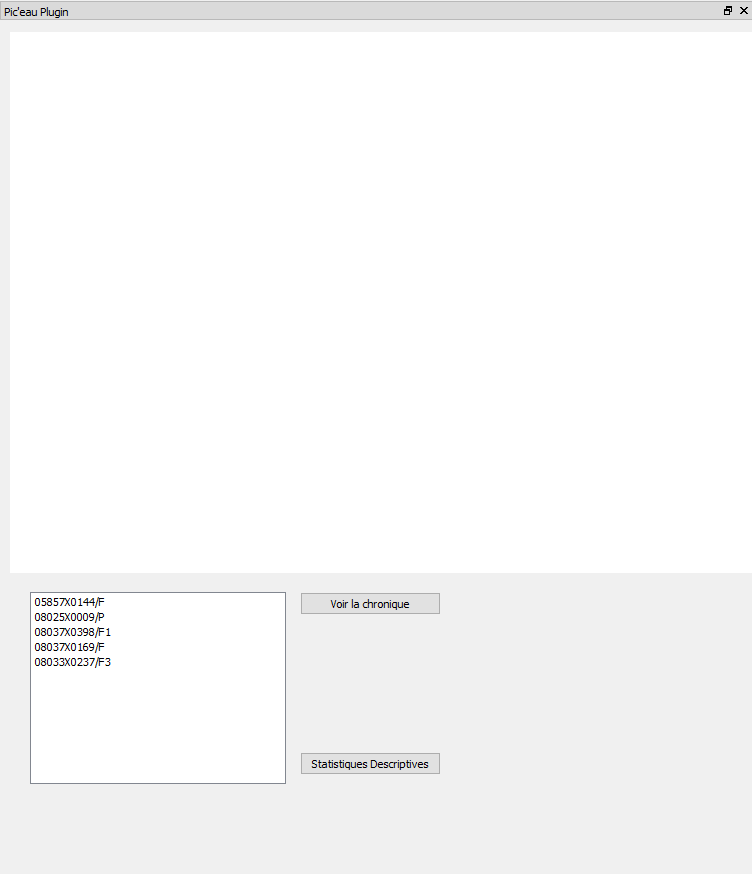 Pic'eau Plugin
05857X0144/F
08025X0009/P
08037X0398/F1
08037X0169/F
08033X0237/F3
Voir la chronique
Statistiques Descriptives